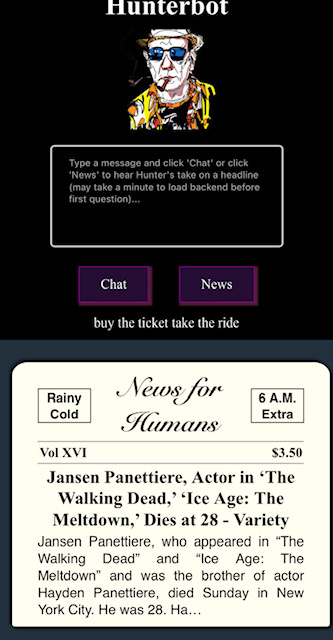 Hunterbot
Type a message and click 'Chat' or click
'News' to hear Hunter's take on a headline
(may take a minute to load backend before
first question)...
Chat
News
buy the ticket take the ride
Rainy
Cold
News for
Humans
6 A.M.
Extra
Vol XVI
$3.50
Jansen Panettiere, Actor in ‘The
Walking Dead,’ ‘Ice Age: The
Meltdown,’ Dies at 28 - Variety
Jansen Panettiere, who appeared in “The
Walking Dead” and “Ice Age: The
Meltdown” and was the brother of actor
Hayden Panettiere, died Sunday in New
York City. He was 28. Ha…